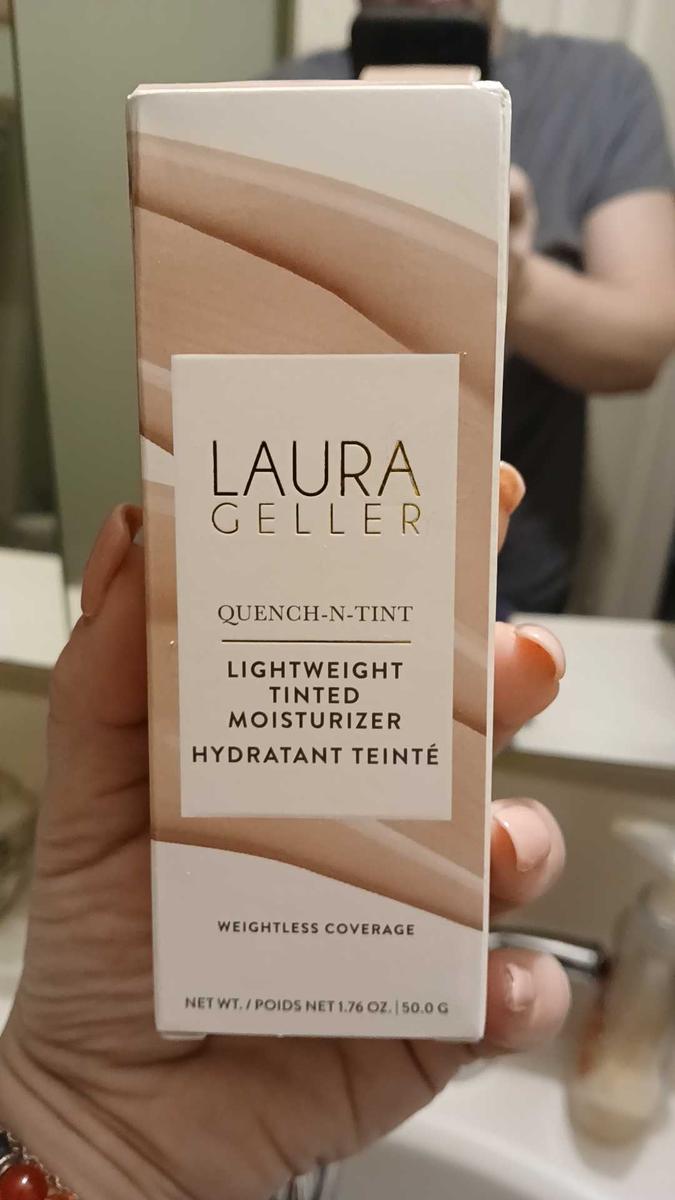 LAURA
GELLER
QUENCH-N-TINT
LIGHTWEIGHT
TINTED
MOISTURIZER
HYDRATANT TEINTÉ
WEIGHTLESS COVERAGE
NET WT. / POIDS NET 1.76 OZ. | 50.0 G